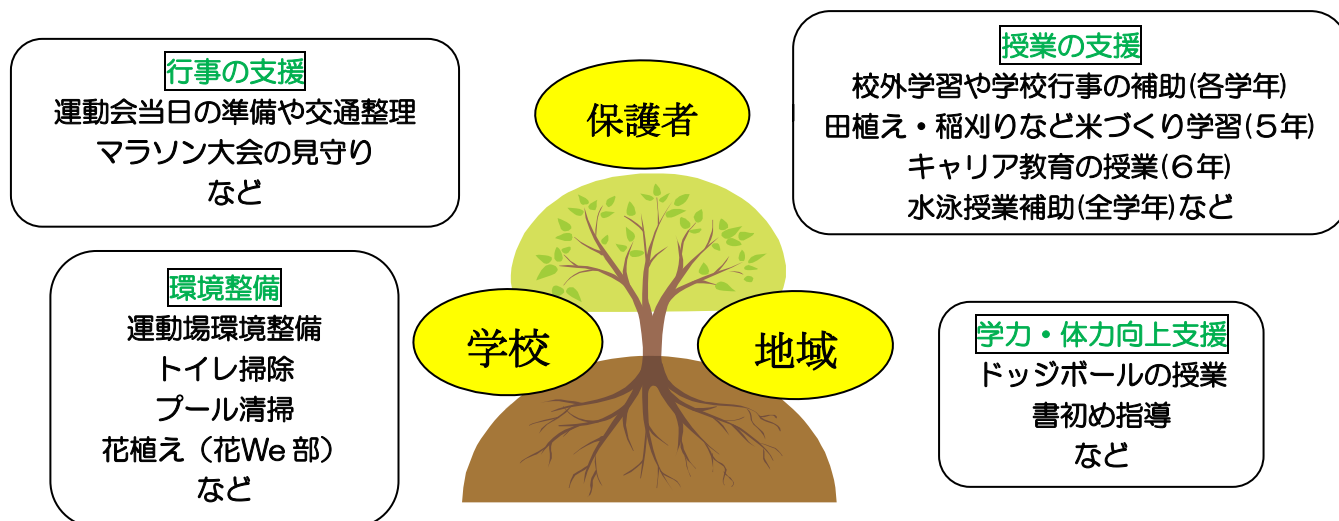 行事の支援
運動会当日の準備や交通整理
マラソン大会の見守り
など
保護者
授業の支援
校外学習や学校行事の補助(各学年)
田植え・稲刈りなど米づくり学習(5年)
キャリア教育の授業(6年)
水泳授業補助(全学年)など
環境整備
運動場環境整備
トイレ掃除
プール清掃
花植え(花We部)
など
学校
地域
学力・体力向上支援
ドッジボールの授業
書初め指導
など